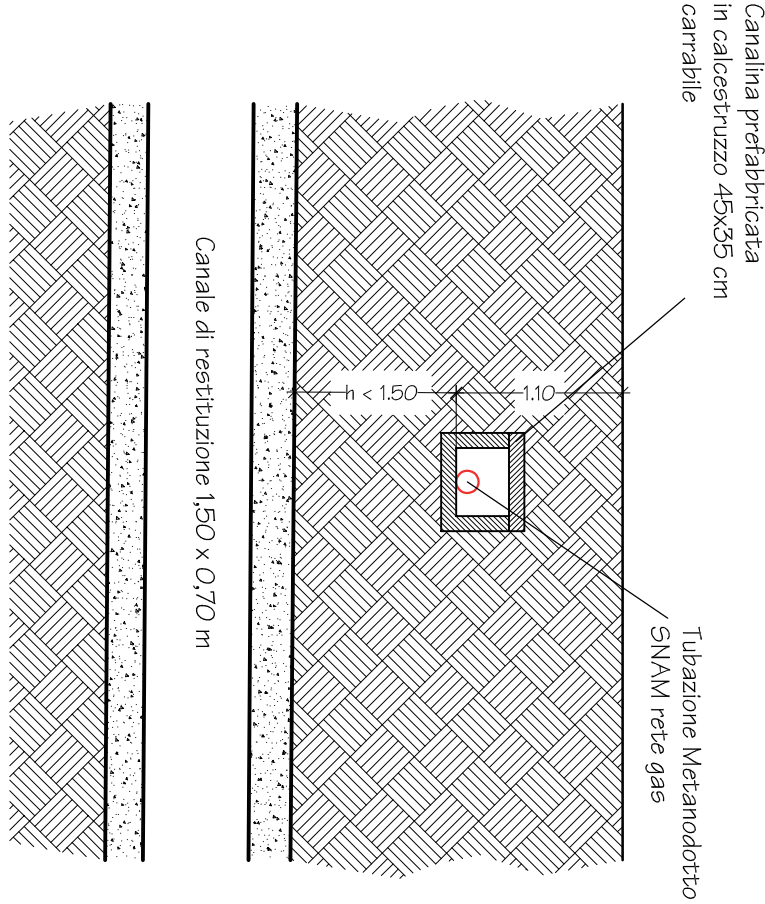 Canalina prefabbricata
in calcestruzzo 45x35 cm
carrabile
h < 1.50
1.10
Canale di restituzione 1,50 x 0,70 m
Tubazione Metanodotto
SNAM rete gas